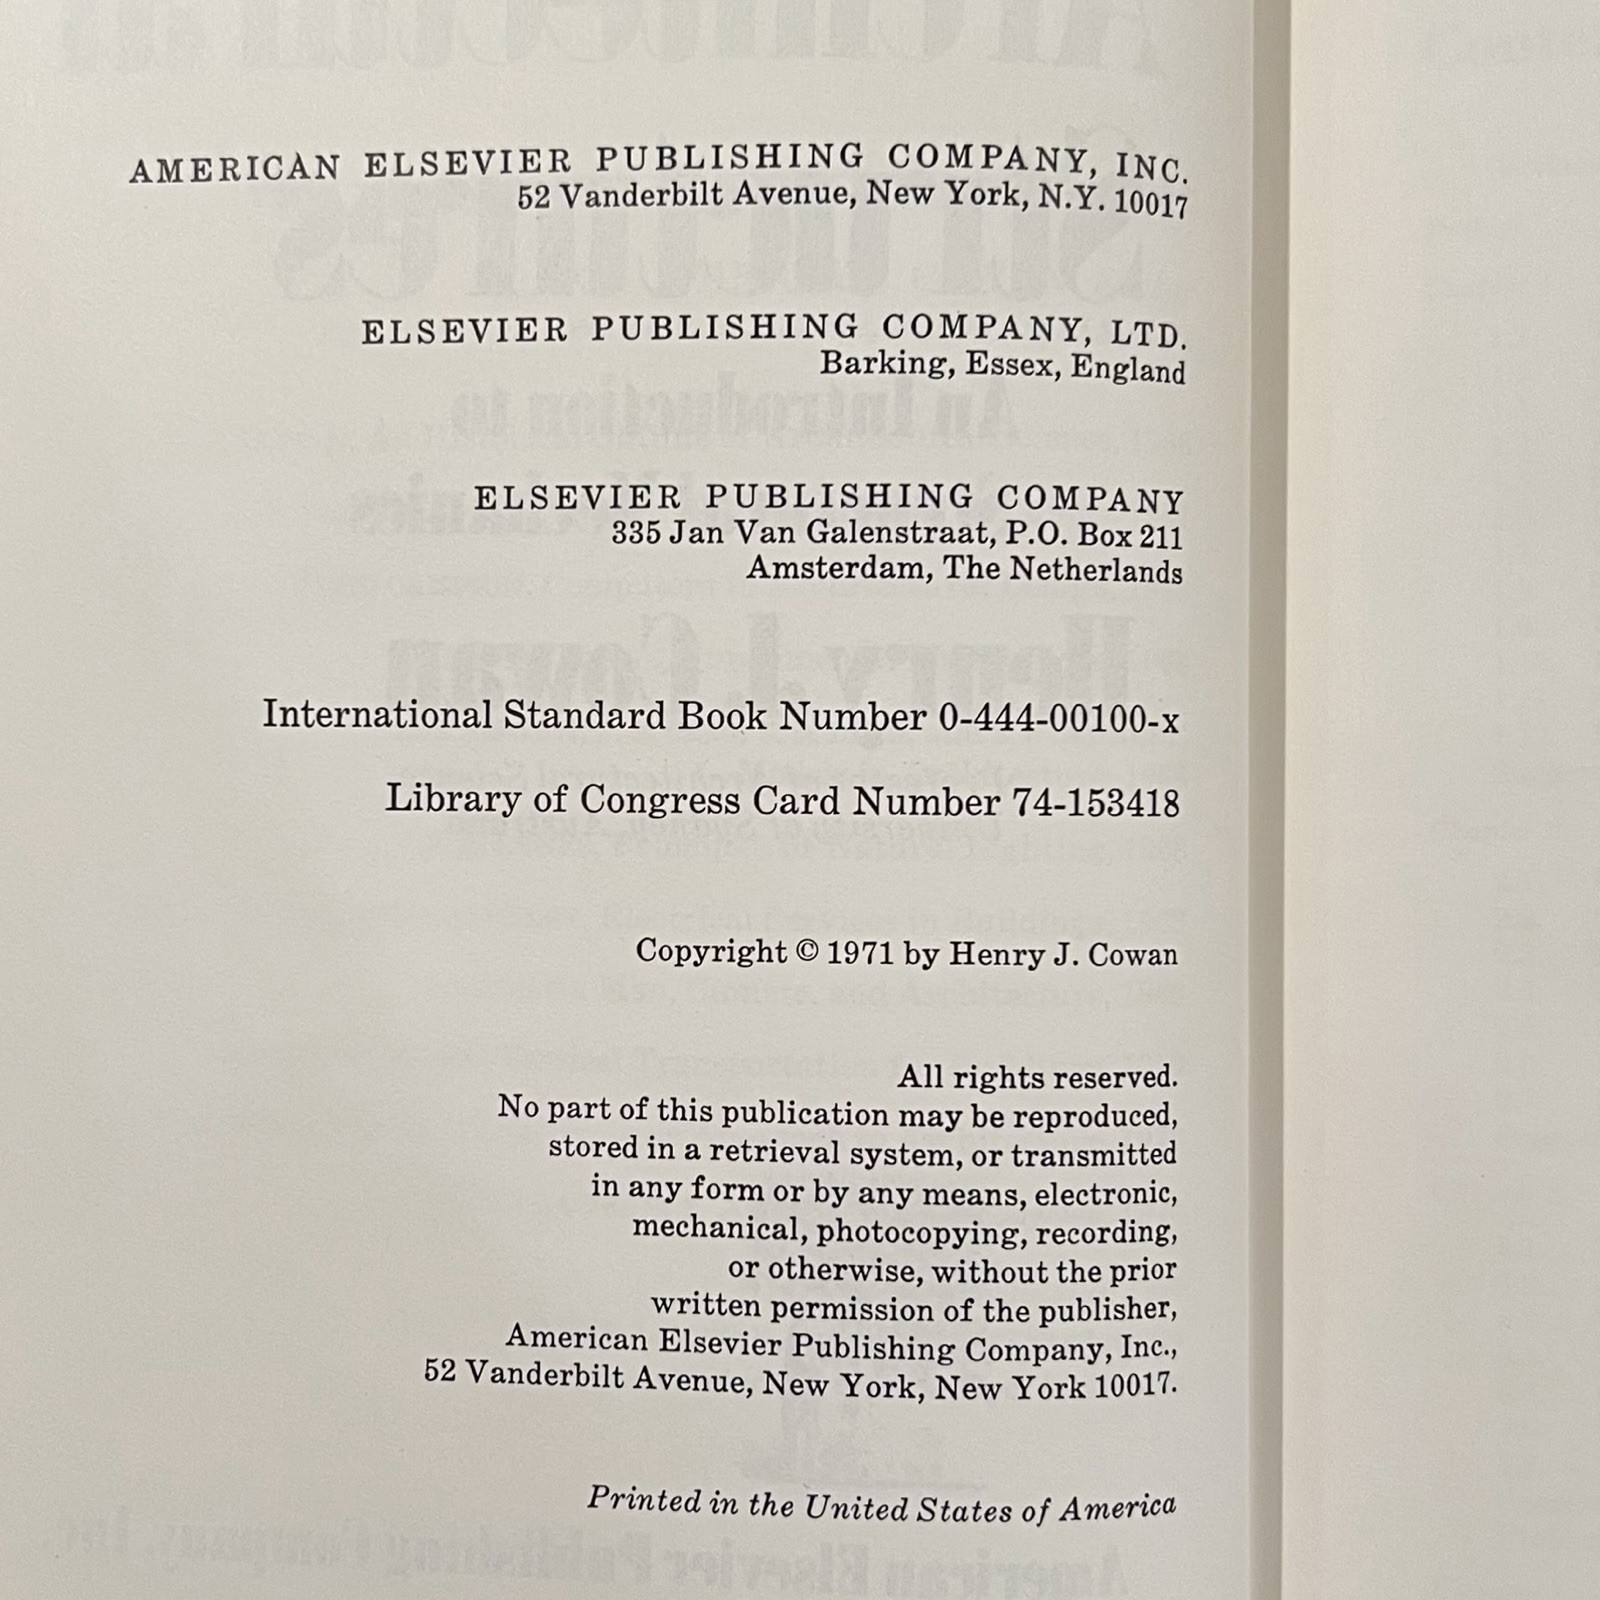 AMERICAN ELSEVIER PUBLISHING COMPANY, INC.
52 Vanderbilt Avenue, New York, N.Y. 10017
ELSEVIER PUBLISHING COMPANY, LTD.
Barking, Essex, England
ELSEVIER PUBLISHING COMPANY
335 Jan Van Galenstraat, P.O. Box 211
Amsterdam, The Netherlands
International Standard Book Number 0-444-00100-x
Library of Congress Card Number 74-153418
Copyright © 1971 by Henry J. Cowan
All rights reserved.
No part of this publication may be reproduced,
stored in a retrieval system, or transmitted
in any form or by any means, electronic,
mechanical, photocopying, recording,
or otherwise, without the prior
written permission of the publisher,
American Elsevier Publishing Company, Inc.,
52 Vanderbilt Avenue, New York, New York 10017.
Printed in the United States of America